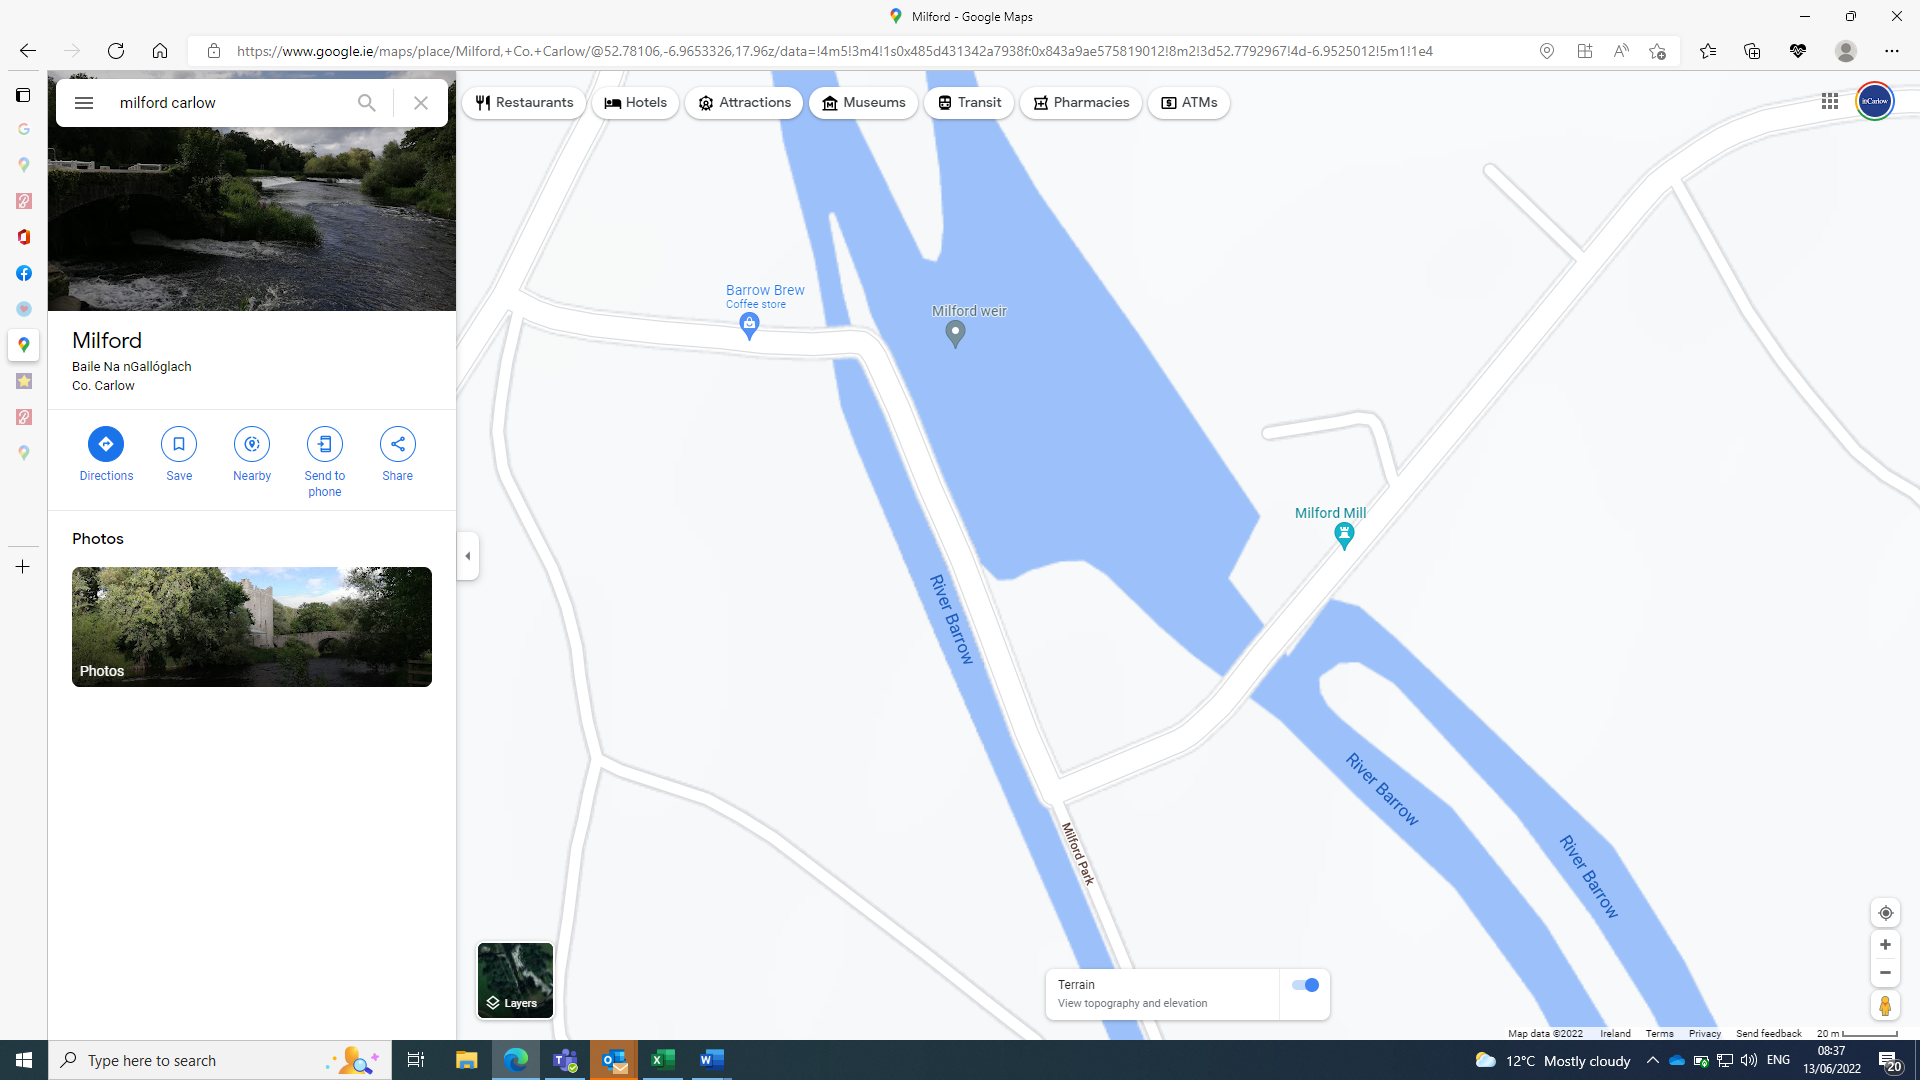 Milford - Google Maps
https://www.google.ie/maps/place/Milford,+Co.+Carlow/@52.78106,-6.9653326,17.96z/data=!4m5!3m4!1s0x485d431342a7938f:0x843a9ae575819012!8m2!3d52.7792967!4d-6.9525012!5m1!1e4
milford carlow
Restaurants
Hotels
Attractions
Museums
Transit
Pharmacies
ATMs
itCarlow
Milford
Baile Na nGallóglach
Co. Carlow
Directions
Save
Nearby
Send to
phone
Share
Photos
Photos
Barrow Brew
Coffee store
Milford weir
Milford Mill
River Barrow
River Barrow
River Barrow
Milford Park
Layers
Terrain
View topography and elevation
Map data ©2022
Ireland
Terms
Privacy
Send feedback
20 m
Type here to search
12°C Mostly cloudy
ENG
08:37
13/06/2022
20